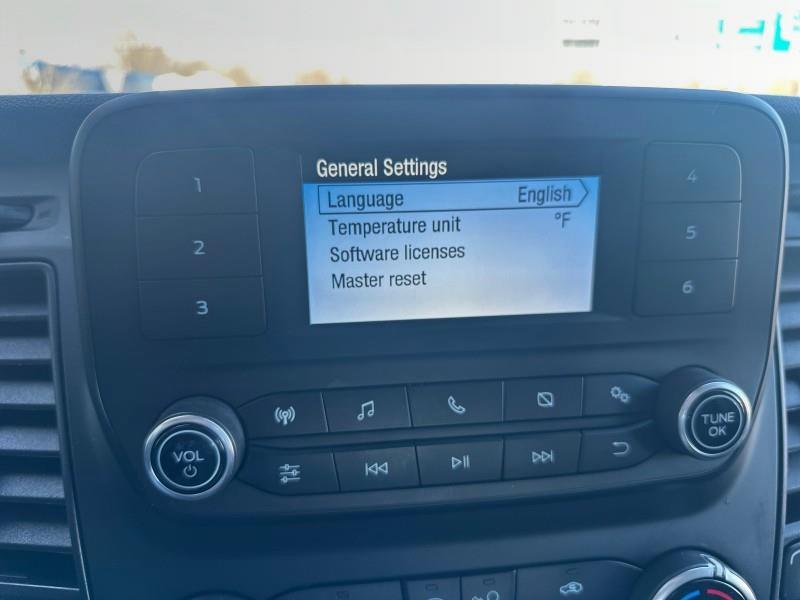 General Settings
Language English
Temperature unit °F
Software licenses
Master reset
1
2
3
4
5
6
VOL
TUNE
OK